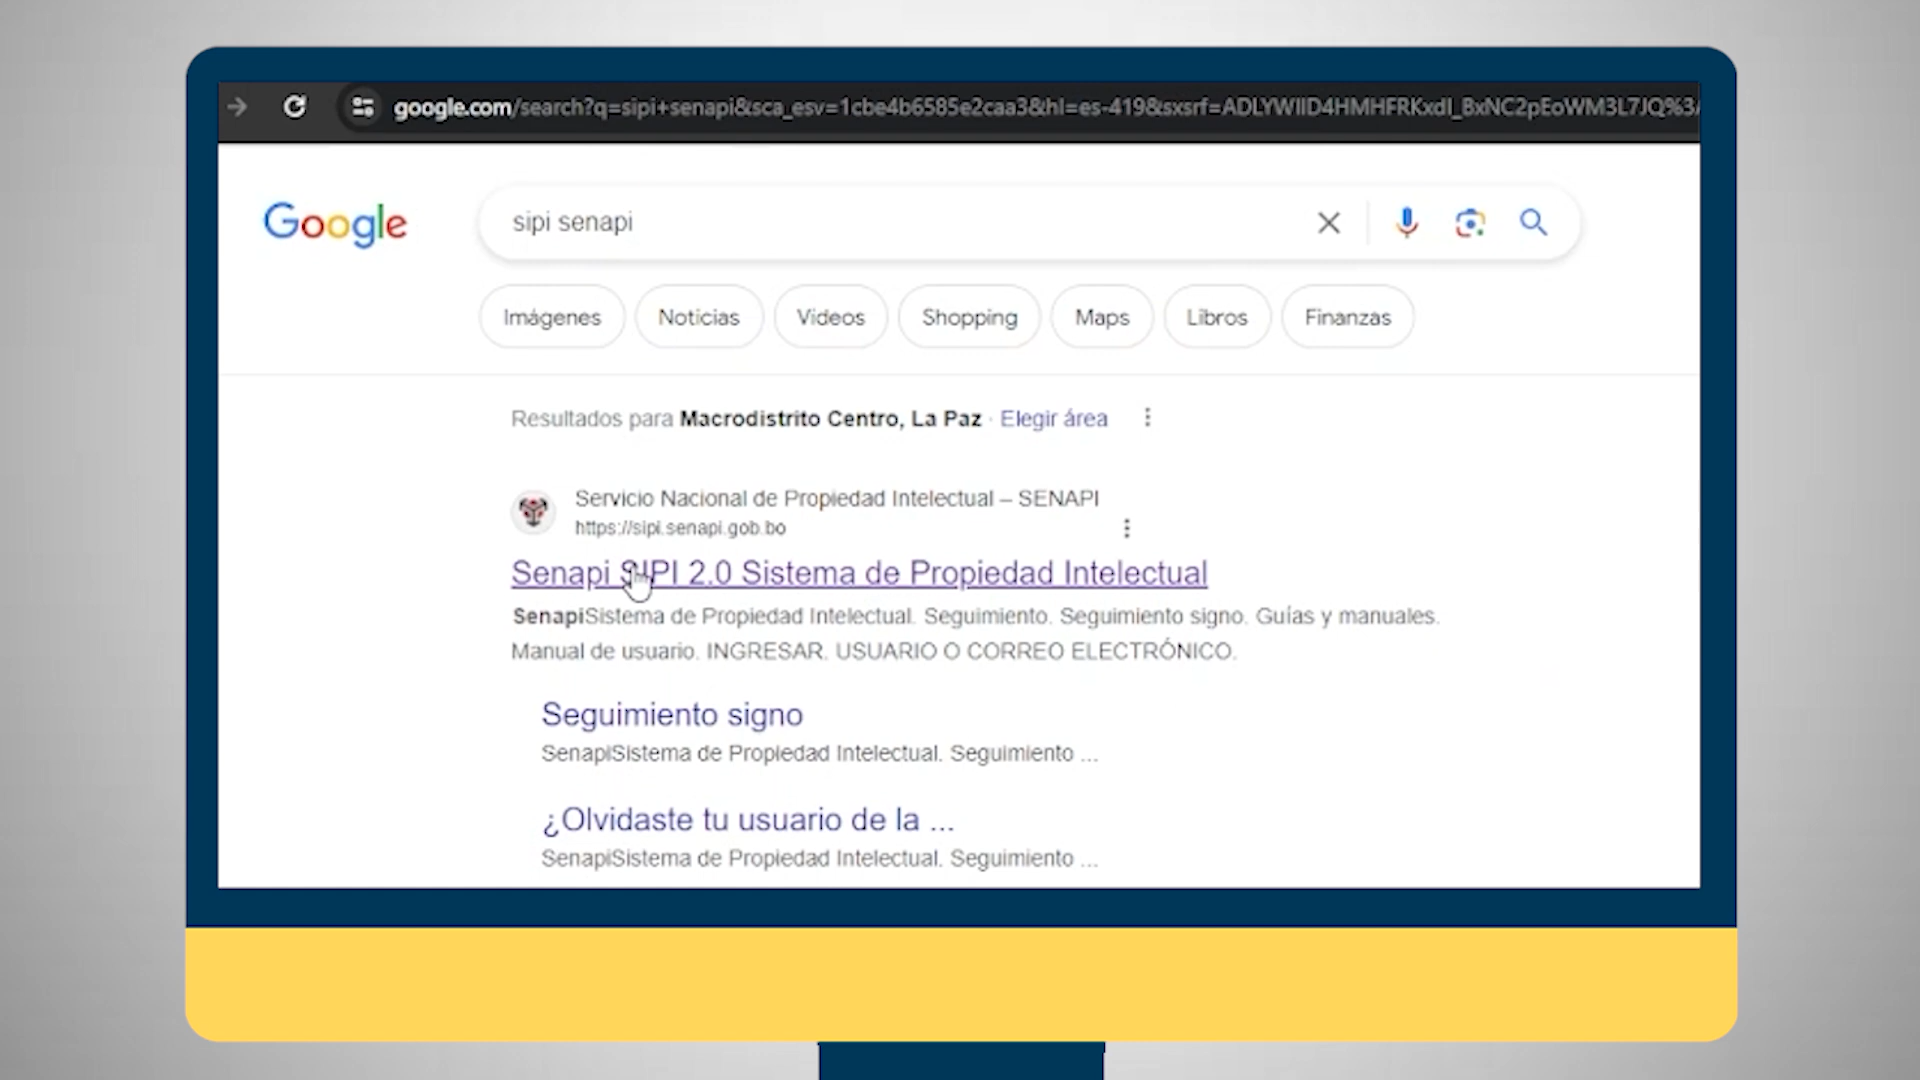 google.com/search?q=sipi+senapi&sca_esv=1cbe4b6585e2caa3&hl=es-419&sxsrf=ADLYWIID4HMHFRKxdl_BxNC2pEoWM3L7JQ%3
Google
sipi senapi
Imágenes
Noticias
Videos
Shopping
Maps
Libros
Finanzas
Resultados para Macrodistrito Centro, La Paz · Elegir área
Servicio Nacional de Propiedad Intelectual – SENAPI
https://sipi.senapi.gob.bo
Senapi SIPI 2.0 Sistema de Propiedad Intelectual
SenapiSistema de Propiedad Intelectual. Seguimiento. Seguimiento signo. Guías y manuales.
Manual de usuario. INGRESAR. USUARIO O CORREO ELECTRÓNICO.
Seguimiento signo
SenapiSistema de Propiedad Intelectual. Seguimiento ...
¿Olvidaste tu usuario de la ...
SenapiSistema de Propiedad Intelectual. Seguimiento ...